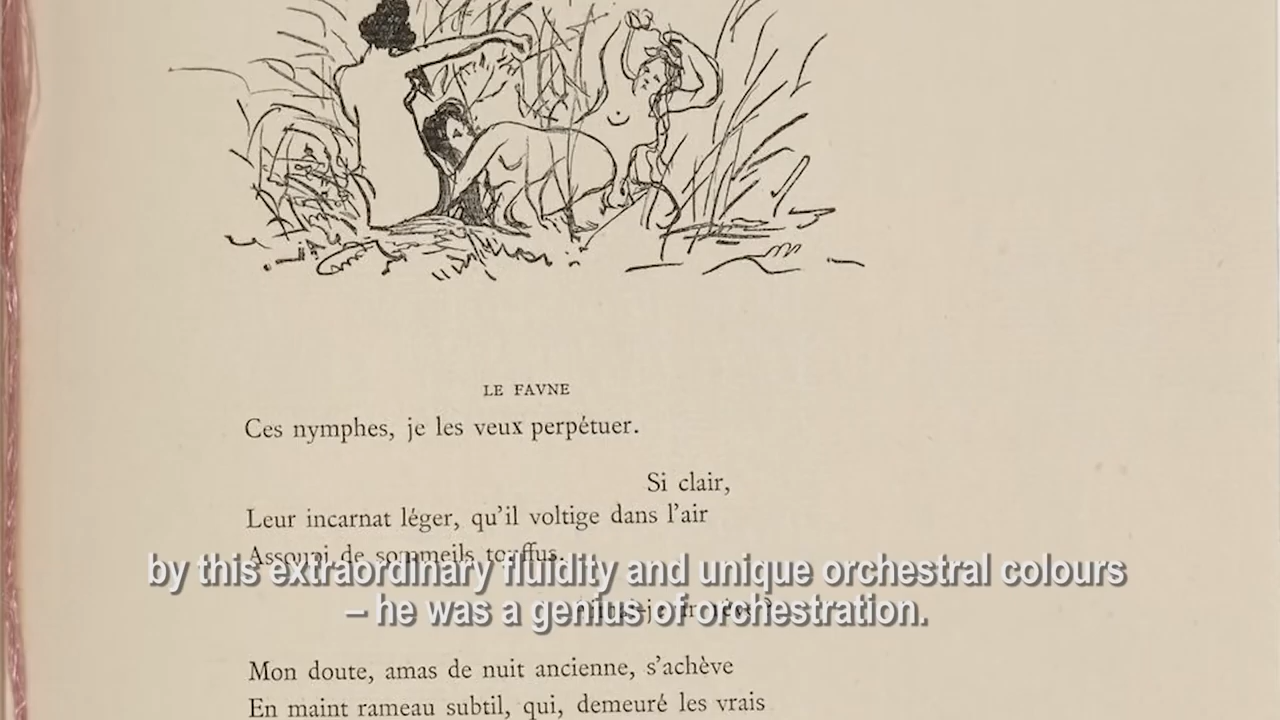 LE FAVNE
Ces nymphes, je les veux perpétuer.
Si clair,
Leur incarnat léger, qu'il voltige dans l'air
Assoupi de sommeils touffus.
by this extraordinary fluidity and unique orchestral colours
– he was a genius of orchestration.
Mon doute, amas de nuit ancienne, s'achève
En maint rameau subtil, qui, demeuré les vrais